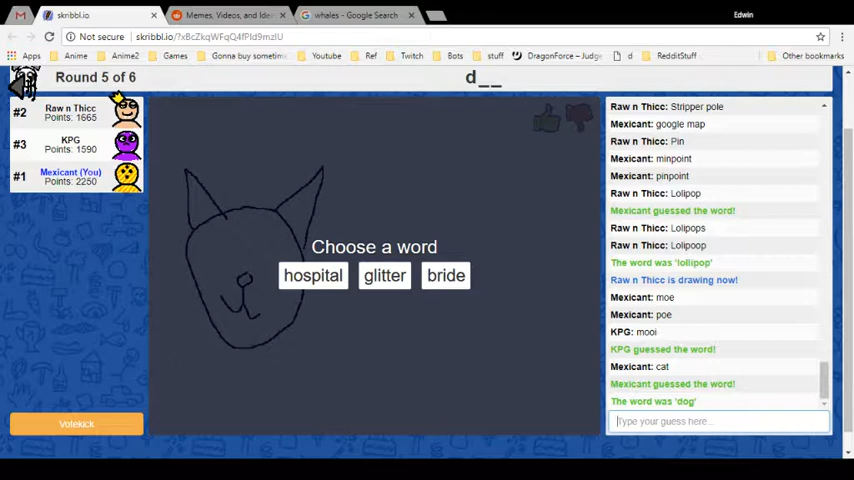 Edwin
skribbl.io
Memes, Videos, and Ide
whales - Google Search
Not secure
skribbl.io/?xBcZkqWFqQ4fPId9mzIU
Apps
Anime
Anime2
Games
Gonna buy sometime
Youtube
Ref
Twitch
Bots
stuff
DragonForce – Judge
d
RedditStuff
Other bookmarks
Round 5 of 6
d__
#2
Raw n Thicc
Points: 1665
#3
KPG
Points: 1590
#1
Mexicant (You)
Points: 2250
Votekick
Choose a word
hospital
glitter
bride
Raw n Thicc: Stripper pole
Mexicant: google map
Raw n Thicc: Pin
Mexicant: minpoint
Mexicant: pinpoint
Raw n Thicc: Lolipop
Mexicant guessed the word!
Raw n Thicc: Lolipops
Raw n Thicc: Lolipoop
The word was 'lollipop'
Raw n Thicc is drawing now!
Mexicant: moe
Mexicant: poe
KPG: mooi
KPG guessed the word!
Mexicant: cat
Mexicant guessed the word!
The word was 'dog'
Type your guess here...